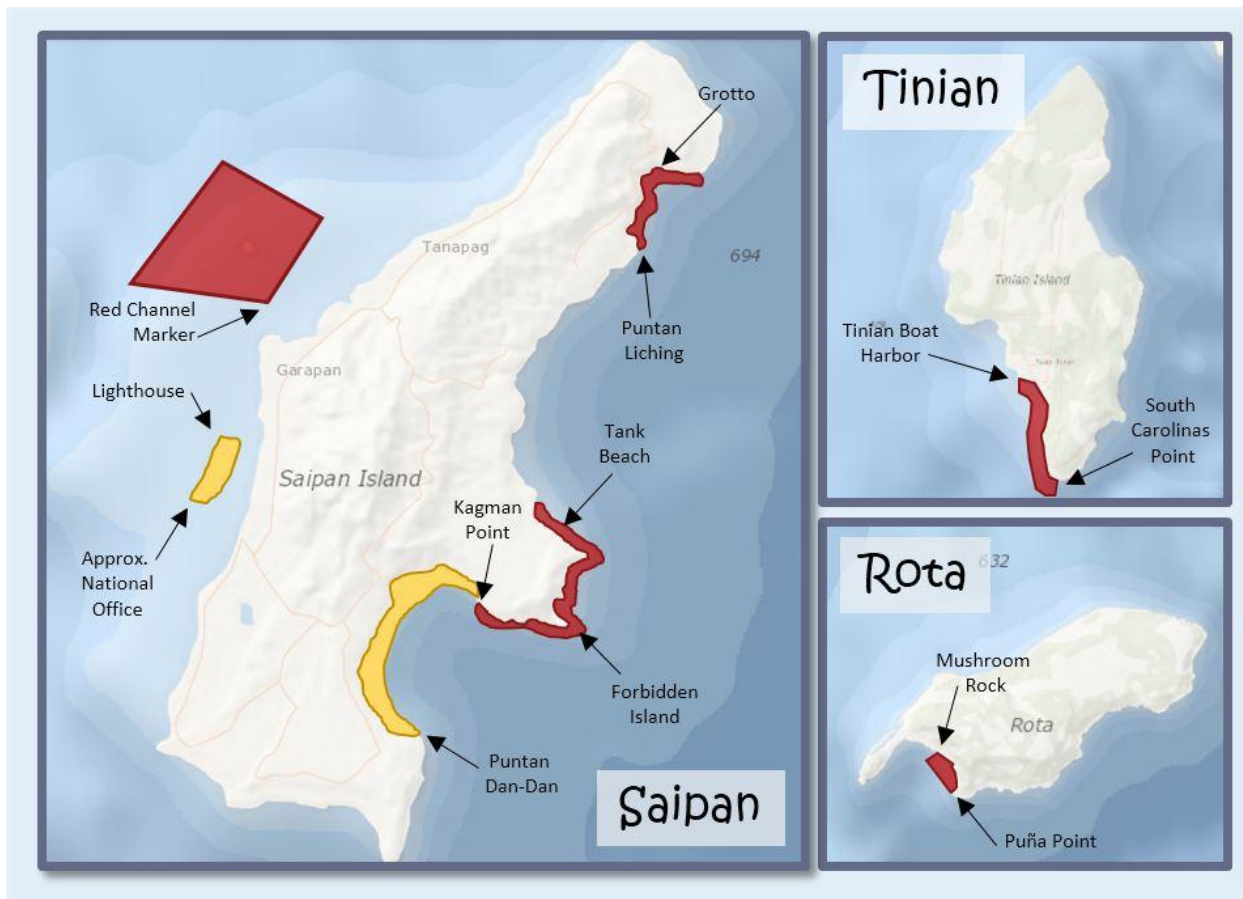 Grotto
Tanapag
694
Red Channel
Marker
Puntan
Liching
Garapan
Lighthouse
Tank
Beach
Saipan Island
Kagman
Point
Approx.
National
Office
Forbidden
Island
Puntan
Dan-Dan
Saipan
Tinian
Tinian Island
Tinian Boat
Harbor
South
Carolinas
Point
Rota
632
Mushroom
Rock
Rota
Puña Point